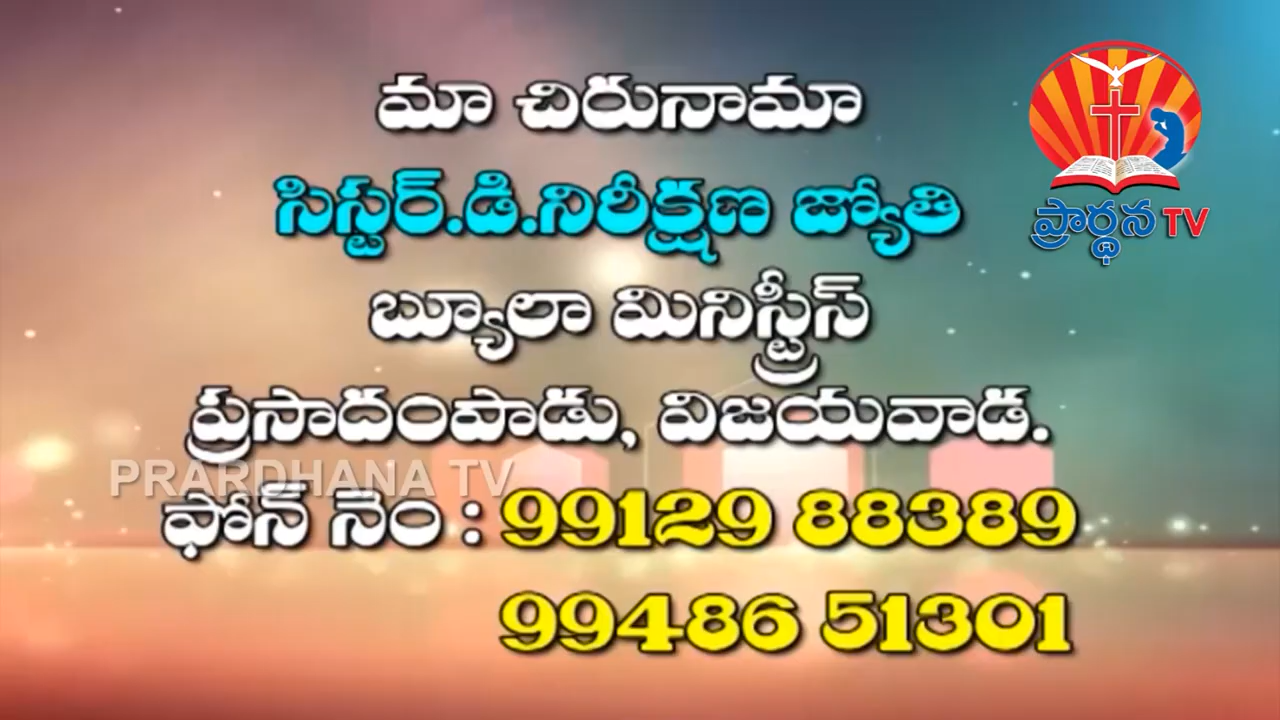 మా చిరునామా
సిస్టర్.డి.నిరీక్షణ జ్యోతి
బ్యూలా మినిస్ట్రీస్
ప్రసాదంపాడు, విజయవాడ.
ఫోన్ నెం : 99129 88389
99486 51301
ప్రార్థన TV
PRARDHANA TV